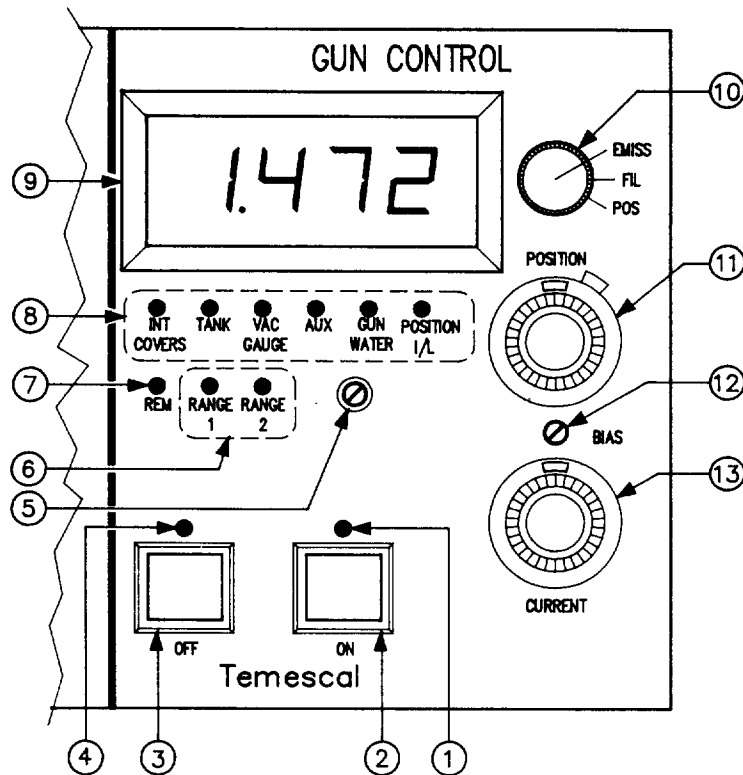 GUN CONTROL
10
9
1.472
EMISS
FIL
POS
POSITION
11
8
INT COVERS
TANK
VAC GAUGE
AUX
GUN WATER
POSITION I/L
7
REM
RANGE 1
RANGE 2
12
BIAS
6
5
13
4
1
CURRENT
OFF
ON
Temescal
4
3
2
1